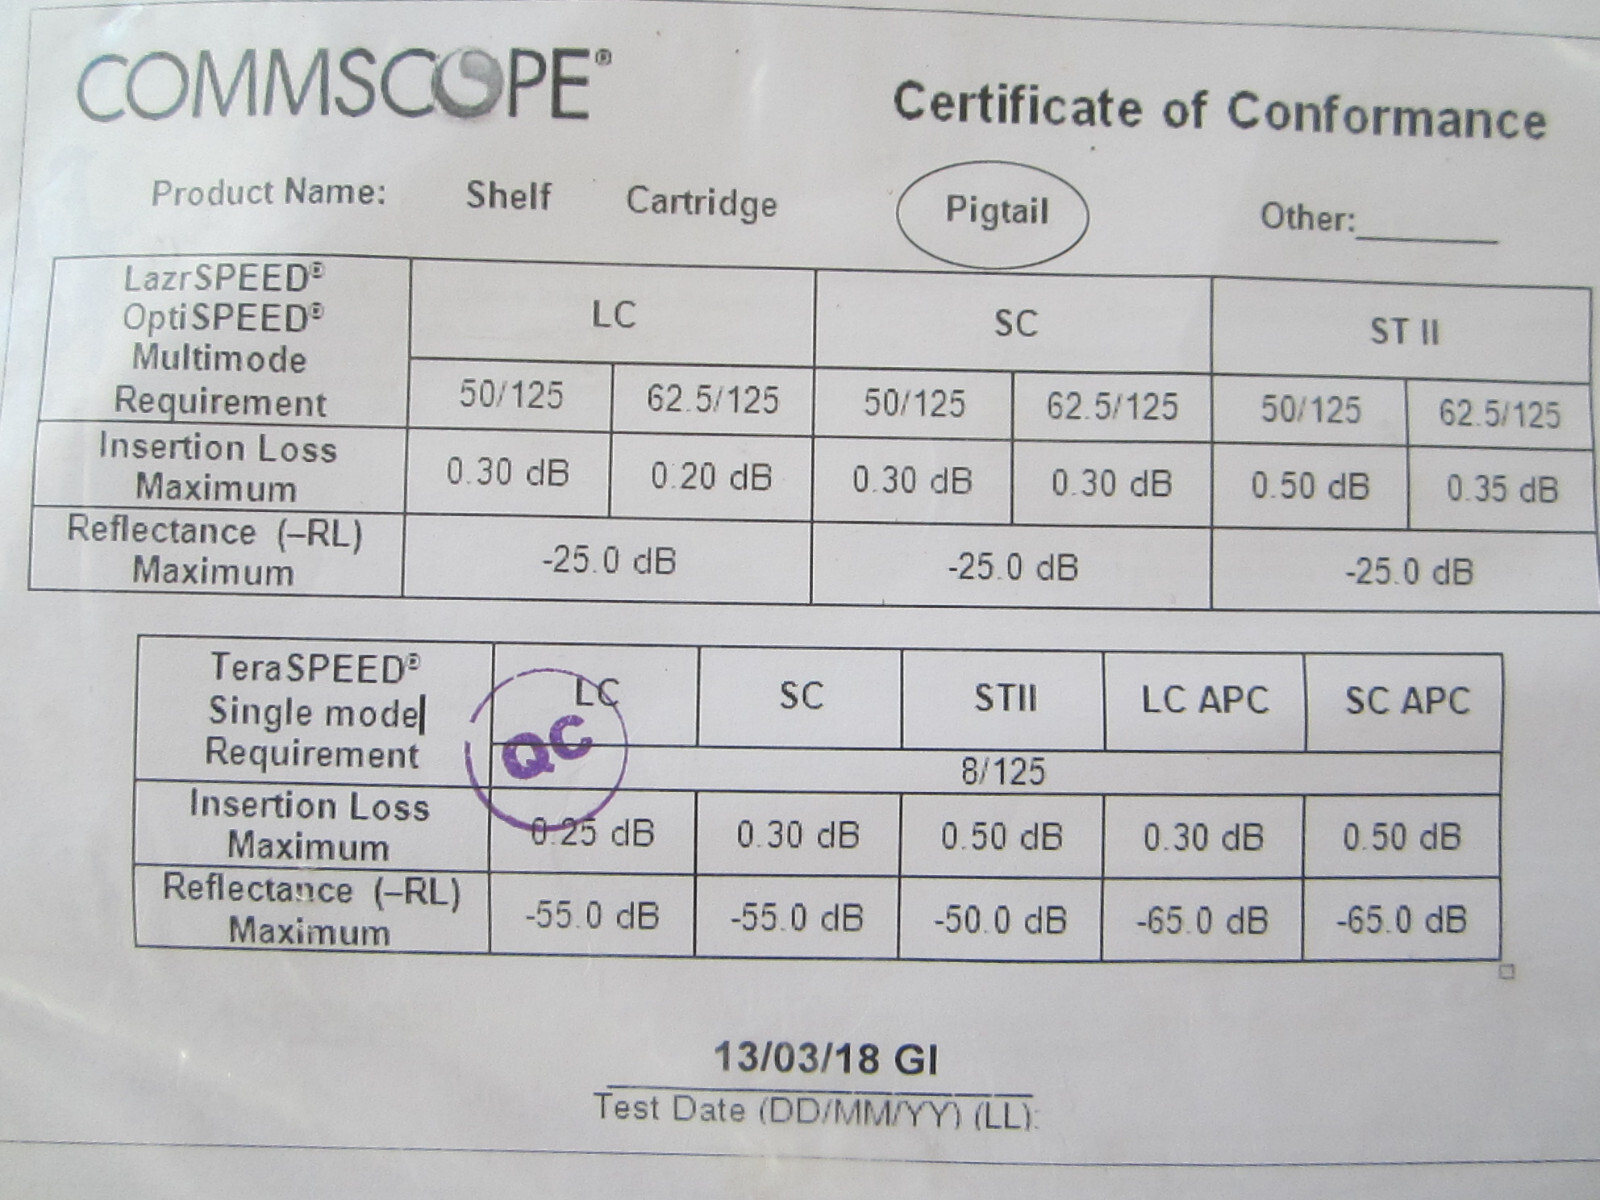 COMMSCOPE®
Certificate of Conformance
Product Name: Shelf Cartridge Pigtail Other:________
LazrSPEED®
OptiSPEED®
Multimode
Requirement
LC SC ST II
50/125 62.5/125 50/125 62.5/125 50/125 62.5/125
Insertion Loss
Maximum
0.30 dB 0.20 dB 0.30 dB 0.30 dB 0.50 dB 0.35 dB
Reflectance (–RL)
Maximum
-25.0 dB -25.0 dB -25.0 dB
TeraSPEED®
Single model
Requirement
LC SC STII LC APC SC APC
QC
8/125
Insertion Loss
Maximum
0.25 dB 0.30 dB 0.50 dB 0.30 dB 0.50 dB
Reflectance (–RL)
Maximum
-55.0 dB -55.0 dB -50.0 dB -65.0 dB -65.0 dB
13/03/18 GI
Test Date (DD/MM/YY) (LL):